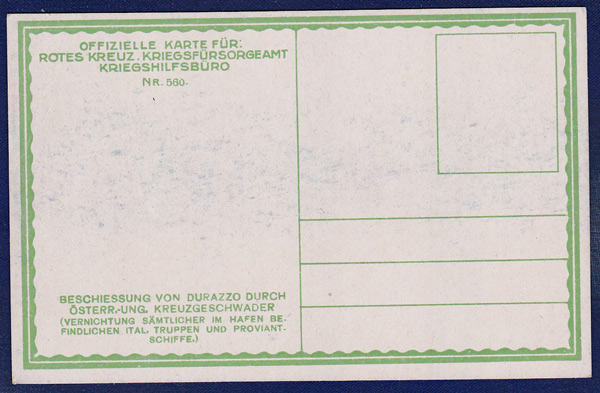 OFFIZIELLE KARTE FÜR:
ROTES KREUZ. KRIEGSFÜRSORGEAMT
KRIEGSHILFSBÜRO
NR. 560.
BESCHIESSUNG VON DURAZZO DURCH
ÖSTERR.-UNG. KREUZGESCHWADER
(VERNICHTUNG SÄMTLICHER IM HAFEN BE-
FINDLICHEN ITAL. TRUPPEN UND PROVIANT-
SCHIFFE.)